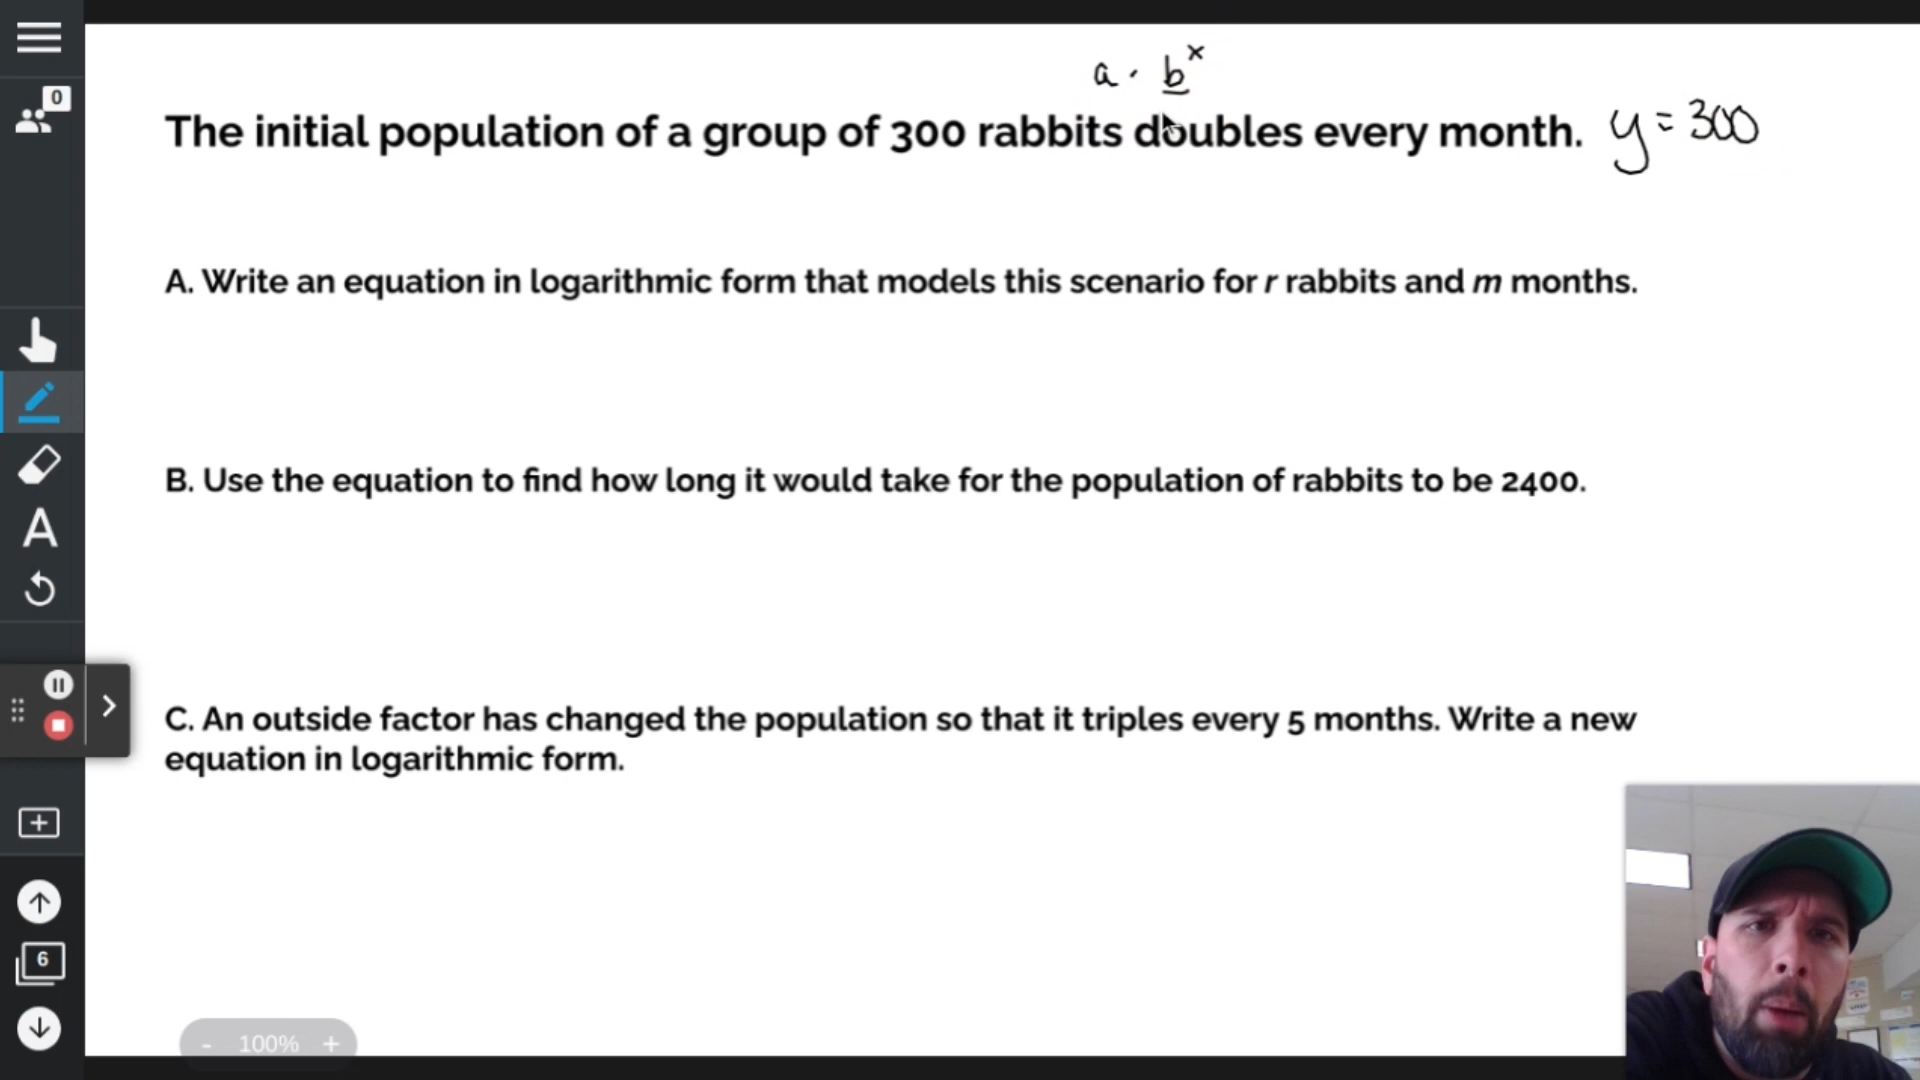 a · b^x
The initial population of a group of 300 rabbits doubles every month. y = 300
A. Write an equation in logarithmic form that models this scenario for r rabbits and m months.
B. Use the equation to find how long it would take for the population of rabbits to be 2400.
C. An outside factor has changed the population so that it triples every 5 months. Write a new
equation in logarithmic form.
0
A
6
- 100% +